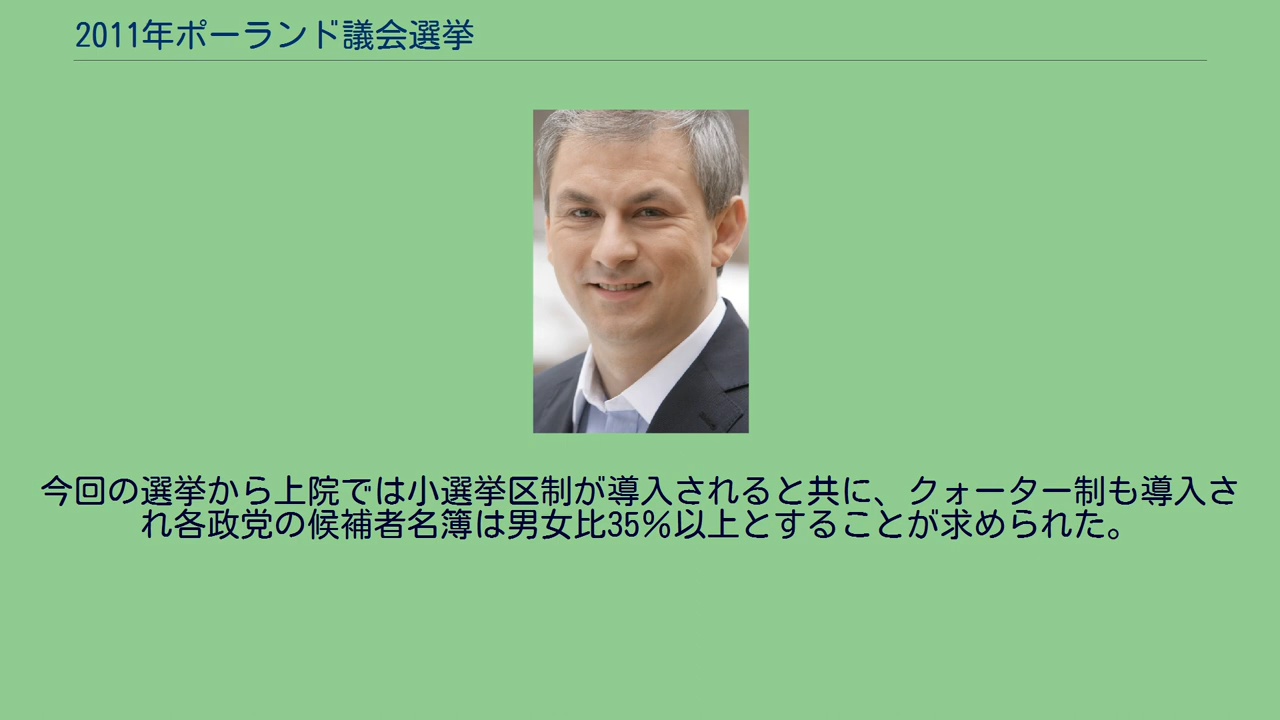 2011年ポーランド議会選挙
今回の選挙から上院では小選挙区制が導入されると共に、クォーター制も導入さ
れ各政党の候補者名簿は男女比35％以上とすることが求められた。